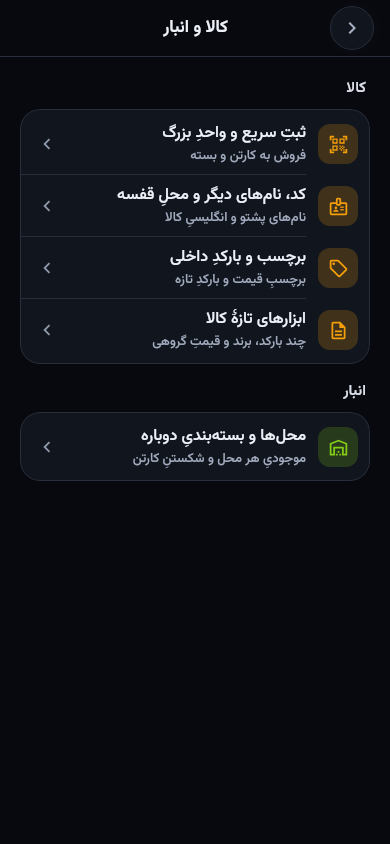 کالا و انبار
کالا
ثبتِ سریع و واحدِ بزرگ
فروش به کارتن و بسته
کد، نام‌های دیگر و محلِ قفسه
نام‌های پشتو و انگلیسیِ کالا
برچسب و بارکدِ داخلی
برچسپِ قیمت و بارکدِ تازه
ابزارهای تازهٔ کالا
چند بارکد، برند و قیمتِ گروهی
انبار
محل‌ها و بسته‌بندیِ دوباره
موجودیِ هر محل و شکستنِ کارتن